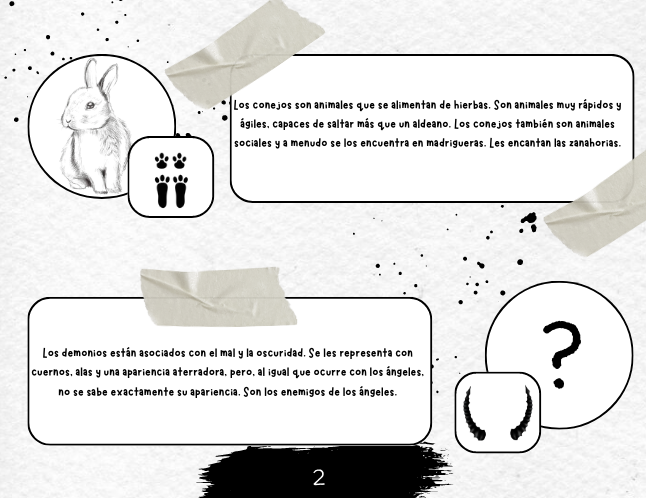 Los conejos son animales que se alimentan de hierbas. Son animales muy rápidos y
ágiles, capaces de saltar más que un aldeano. Los conejos también son animales
sociales y a menudo se los encuentra en madrigueras. Les encantan las zanahorias.
?
Los demonios están asociados con el mal y la oscuridad. Se les representa con
cuernos, alas y una apariencia aterradora, pero, al igual que ocurre con los ángeles,
no se sabe exactamente su apariencia. Son los enemigos de los ángeles.
2